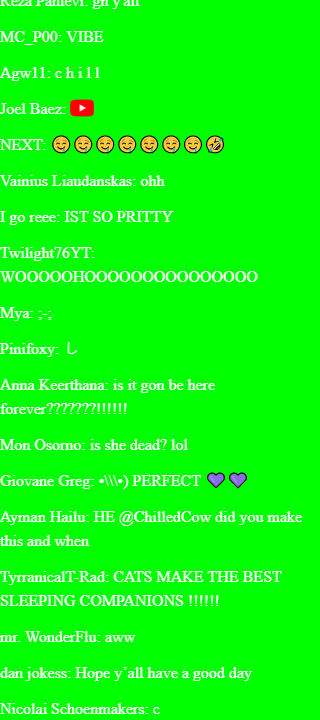 Reza Pahlevi: gn y'all
MC_P00: VIBE
Agw11: c h i l l
Joel Baez:
NEXT: 😊😊😊😊😊😊😊🤣
Vainius Liaudanskas: ohh
I go reee: IST SO PRITTY
Twilight76YT:
WOOOOOHOOOOOOOOOOOOOOO
Mya: ;-;
Pinifoxy: し
Anna Keerthana: is it gon be here
forever???????!!!!!!
Mon Osorno: is she dead? lol
Giovane Greg: •\\\•) PERFECT 💜💜
Ayman Hailu: HE @ChilledCow did you make
this and when
TyrranicalT-Rad: CATS MAKE THE BEST
SLEEPING COMPANIONS !!!!!!
mr. WonderFlu: aww
dan jokess: Hope y'all have a good day
Nicolai Schoenmakers: c